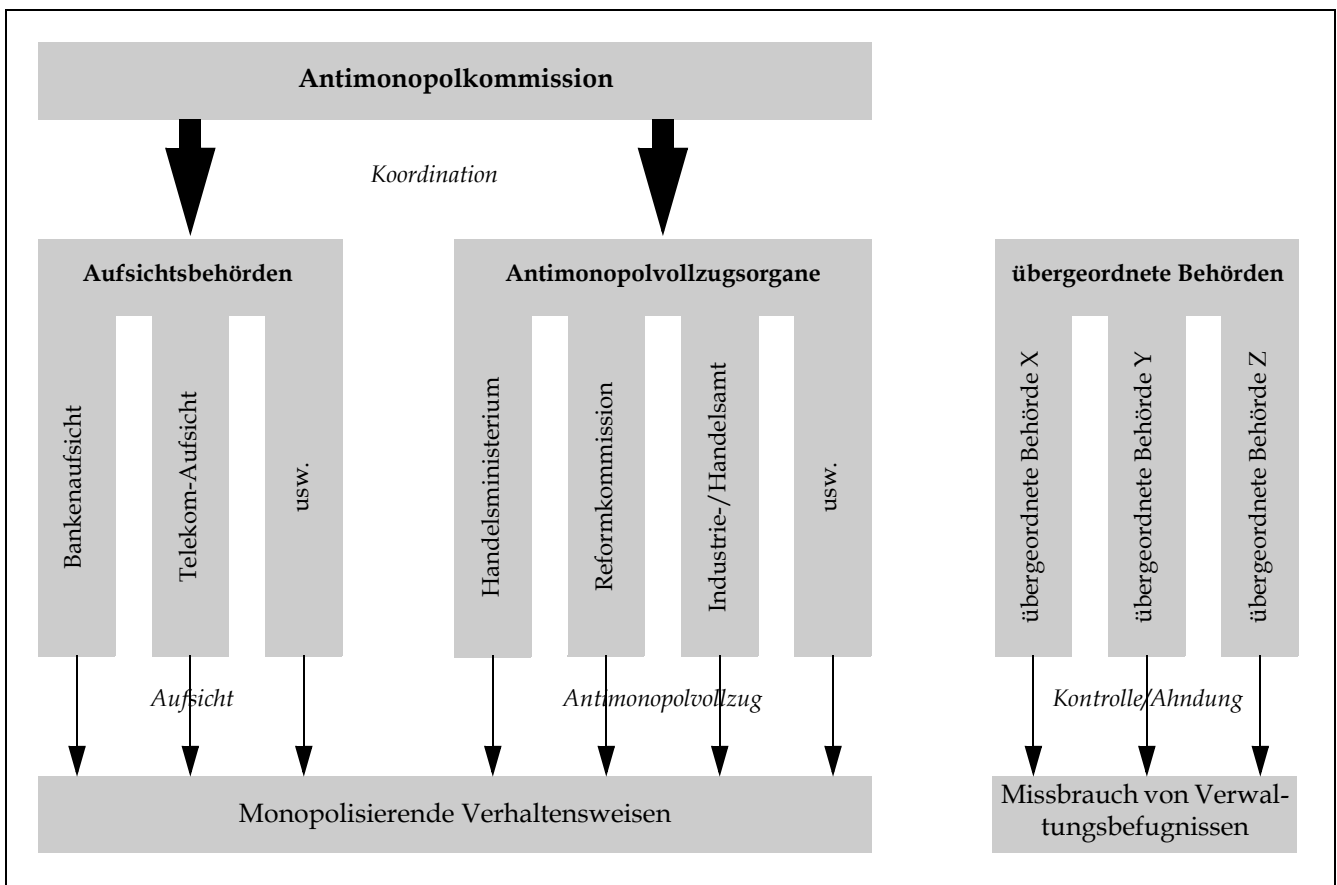 Antimonopolkommission
Koordination
Aufsichtsbehörden
Antimonopolvollzugsorgane
übergeordnete Behörden
Bankenaufsicht
Telekom-Aufsicht
usw.
Handelsministerium
Reformkommission
Industrie-/Handelsamt
usw.
übergeordnete Behörde X
übergeordnete Behörde Y
übergeordnete Behörde Z
Aufsicht
Antimonopolvollzug
Kontrolle/Ahndung
Monopolisierende Verhaltensweisen
Missbrauch von Verwal-
tungsbefugnissen